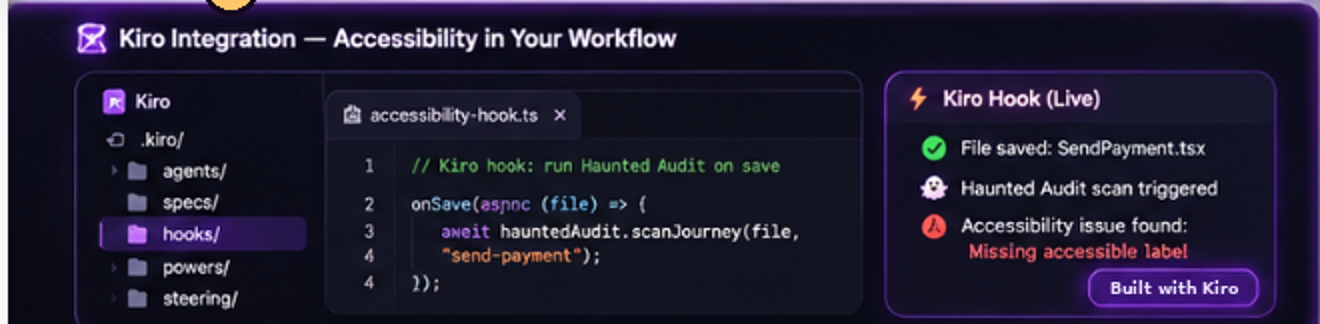 Kiro Integration — Accessibility in Your Workflow
Kiro
.kiro/
agents/
specs/
hooks/
powers/
steering/
accessibility-hook.ts ×
1 // Kiro hook: run Haunted Audit on save
2 onSave(aspoc (file) => {
3 await hauntedAudit.scanJourney(file,
4 "send-payment");
4 });
Kiro Hook (Live)
File saved: SendPayment.tsx
Haunted Audit scan triggered
Accessibility issue found:
Missing accessible label
Built with Kiro